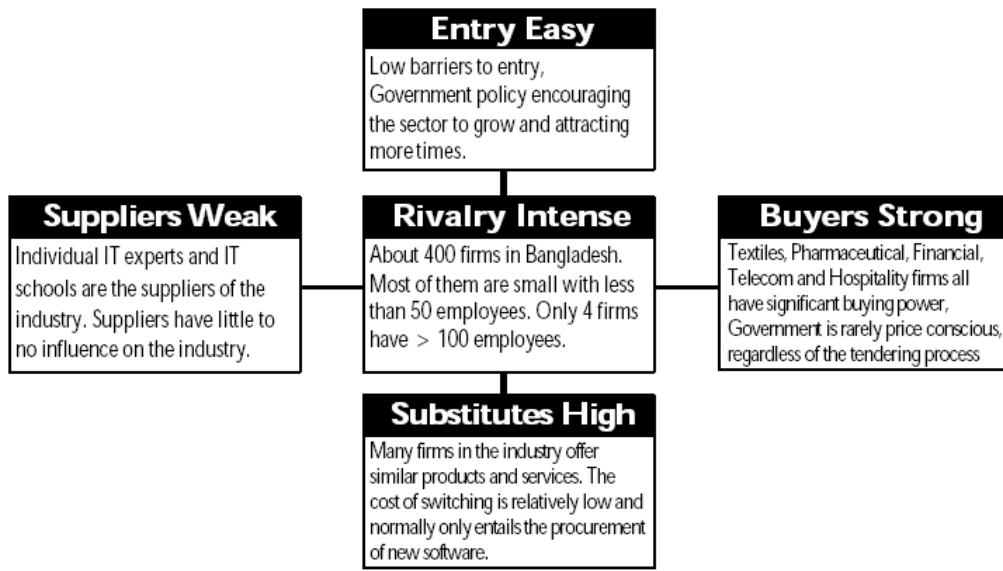 Entry Easy
Low barriers to entry,
Government policy encouraging
the sector to grow and attracting
more times.
Suppliers Weak
Individual IT experts and IT
schools are the suppliers of the
industry. Suppliers have little to
no influence on the industry.
Rivalry Intense
About 400 firms in Bangladesh.
Most of them are small with less
than 50 employees. Only 4 firms
have > 100 employees.
Buyers Strong
Textiles, Pharmaceutical, Financial,
Telecom and Hospitality firms all
have significant buying power,
Government is rarely price conscious,
regardless of the tendering process
Substitutes High
Many firms in the industry offer
similar products and services. The
cost of switching is relatively low and
normally only entails the procurement
of new software.